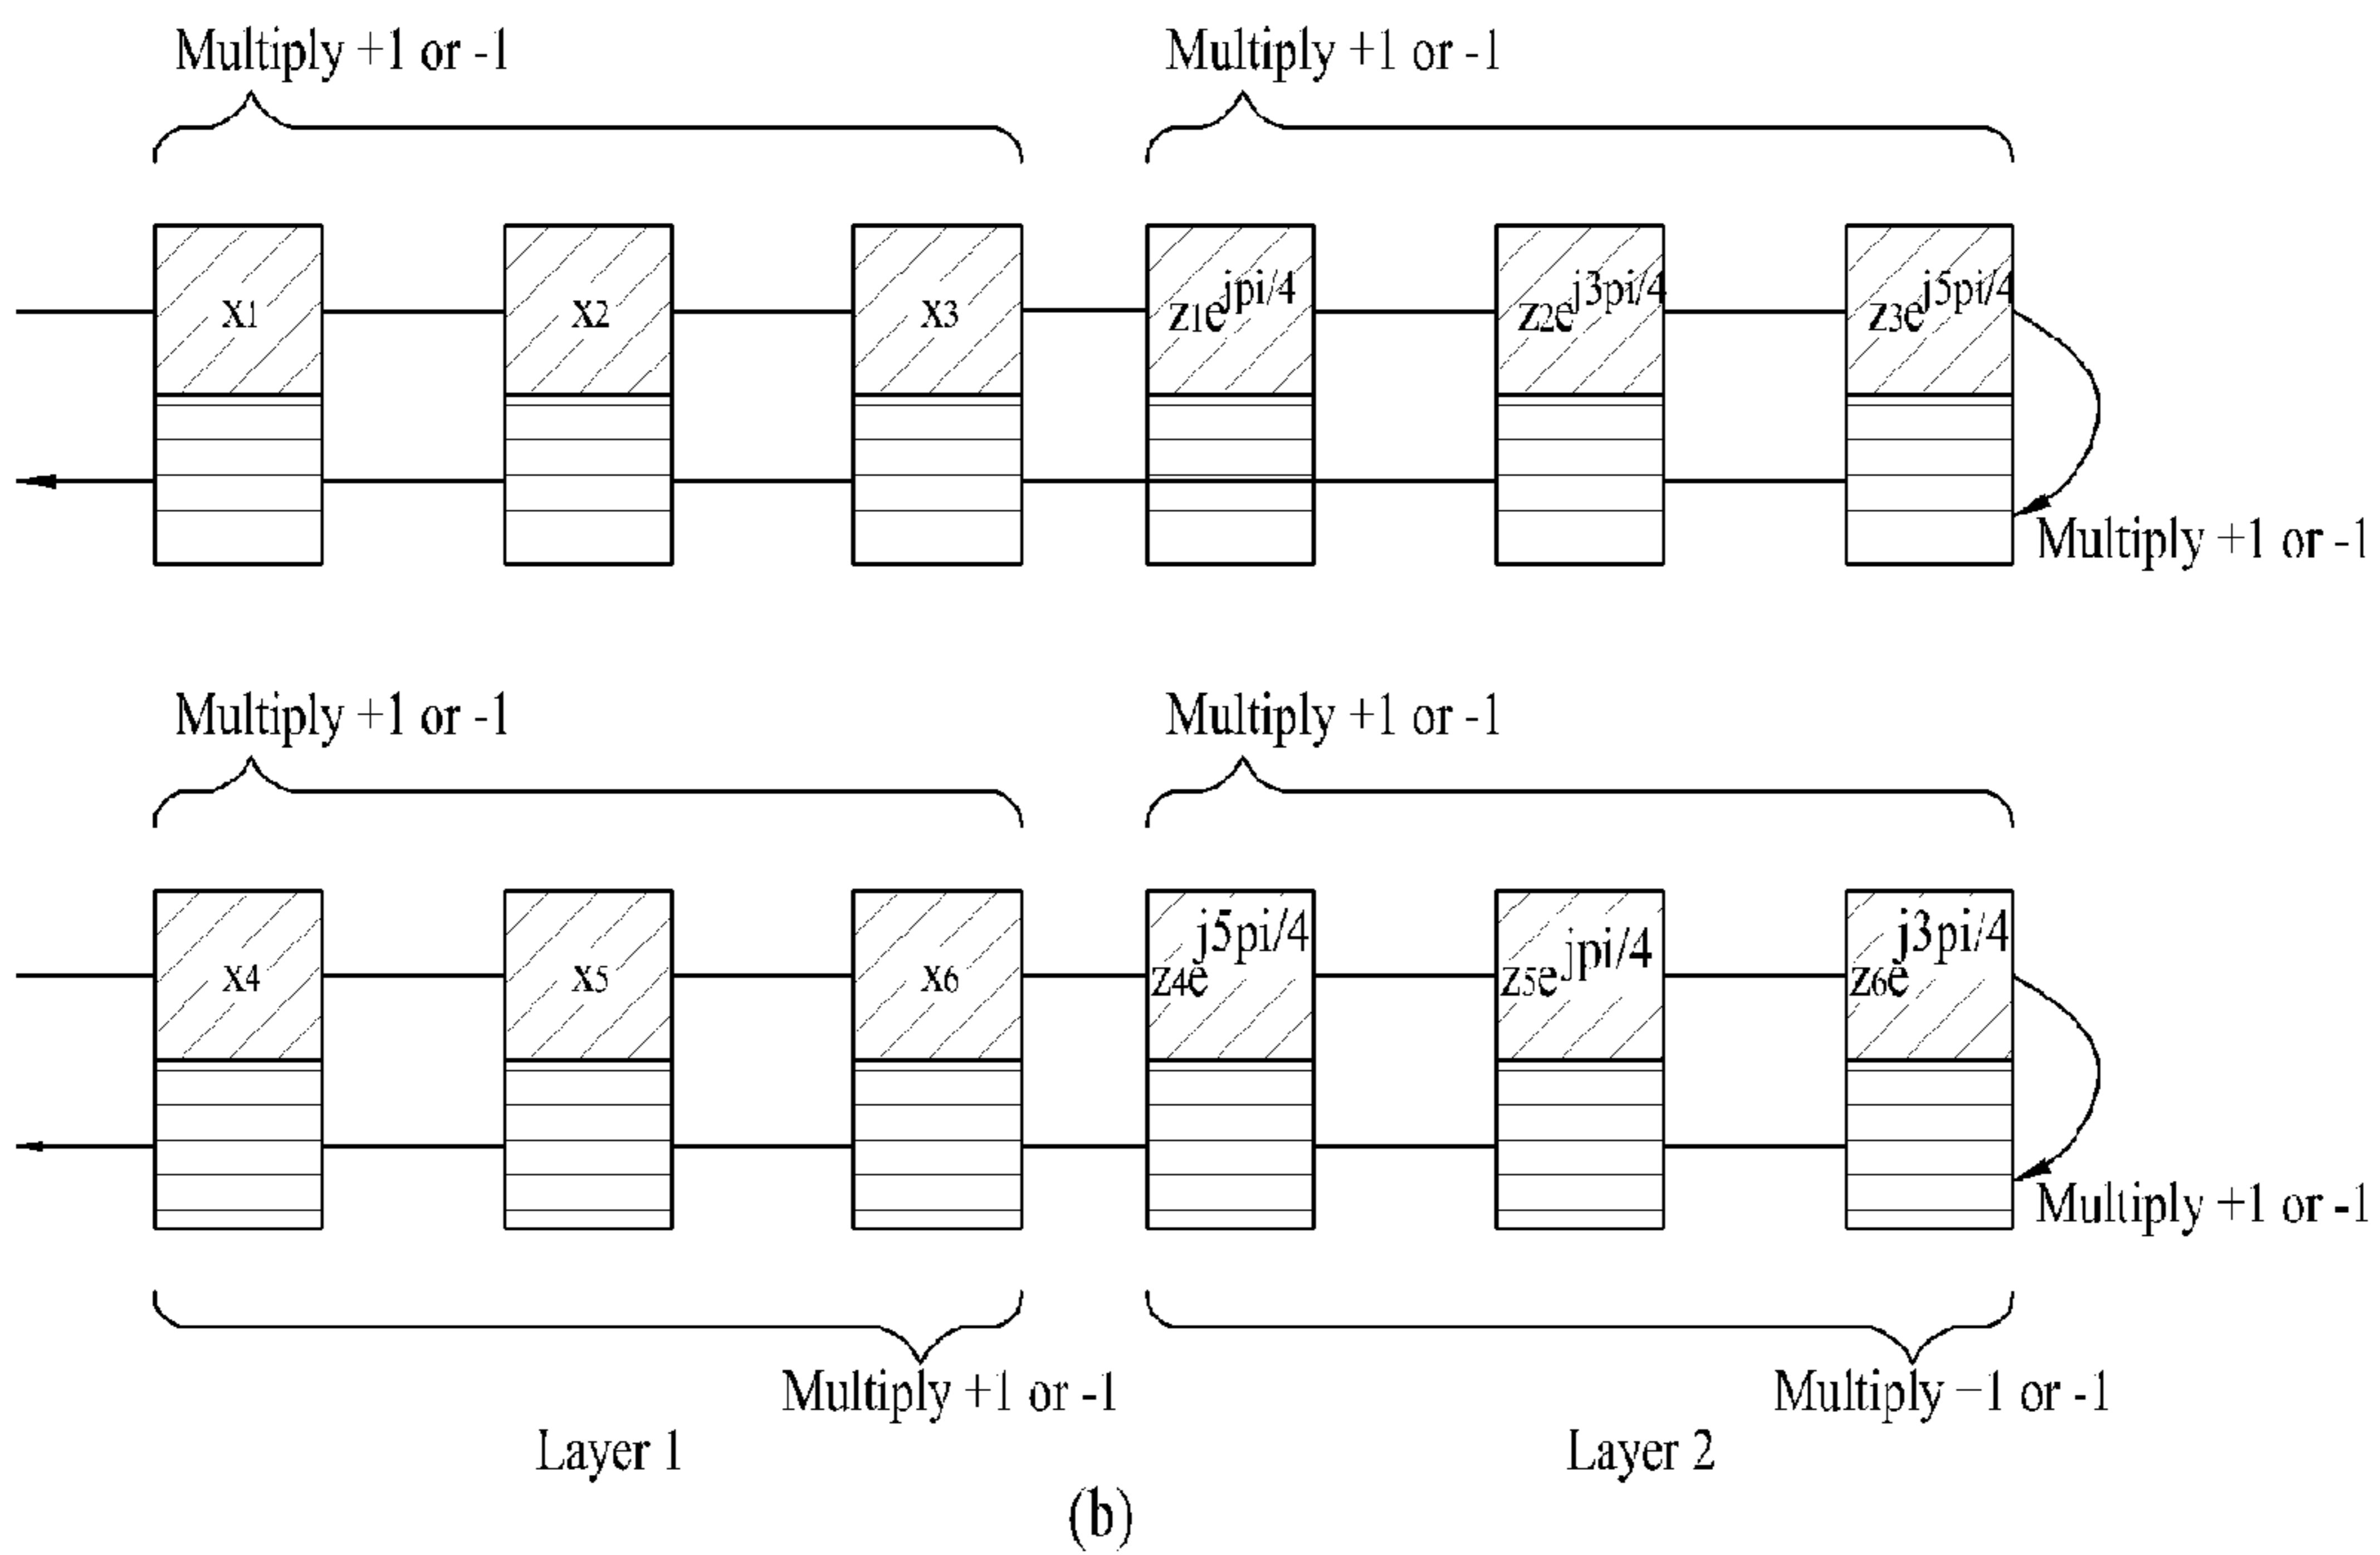 Multiply +1 or -1
Multiply +1 or -1
x1
x2
x3
z1e^jpi/4
z2e^j3pi/4
z3e^j5pi/4
Multiply +1 or -1
Multiply +1 or -1
Multiply +1 or -1
x4
x5
x6
z4e^j5pi/4
z5e^jpi/4
z6e^j3pi/4
Multiply +1 or -1
Multiply +1 or -1
Multiply −1 or -1
Layer 1
Layer 2
(b)